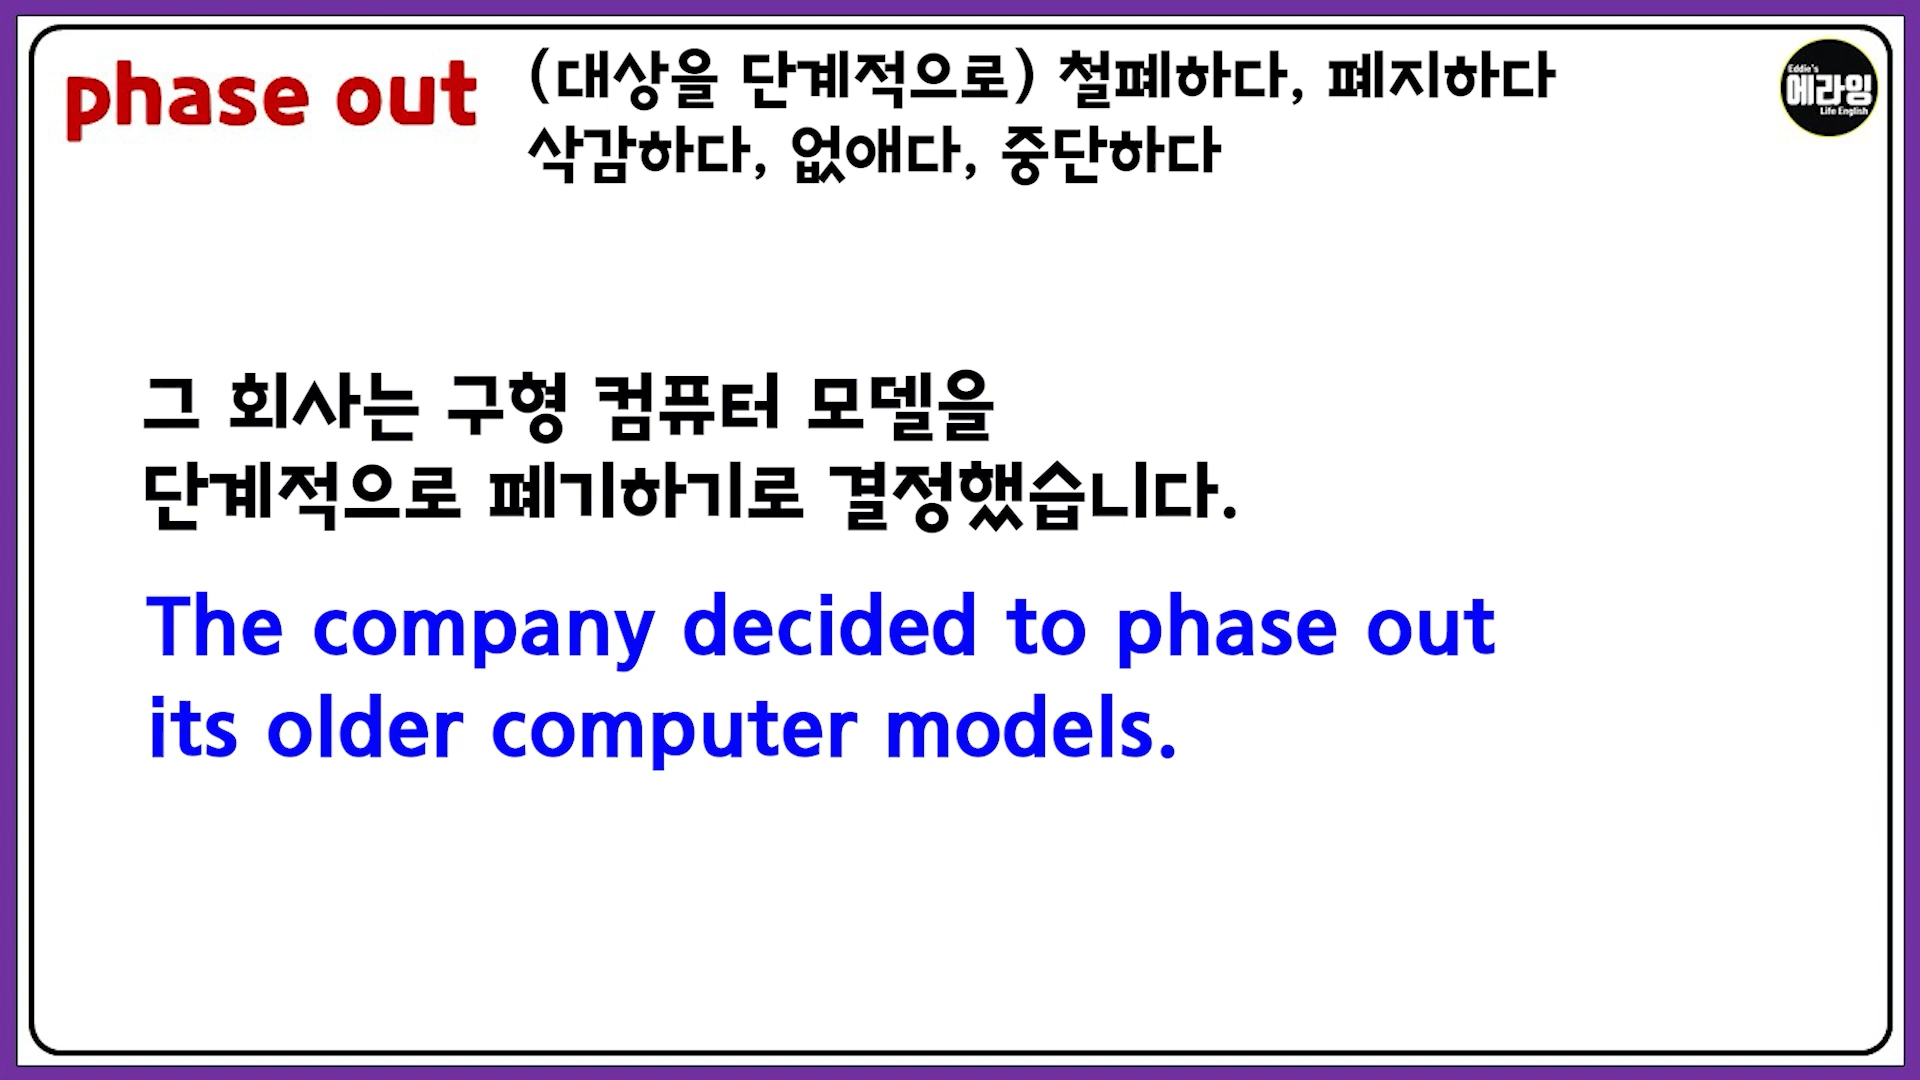 phase out
(대상을 단계적으로) 철폐하다, 폐지하다
삭감하다, 없애다, 중단하다
Eddie's
에라잉
Life English
그 회사는 구형 컴퓨터 모델을
단계적으로 폐기하기로 결정했습니다.
The company decided to phase out
its older computer models.